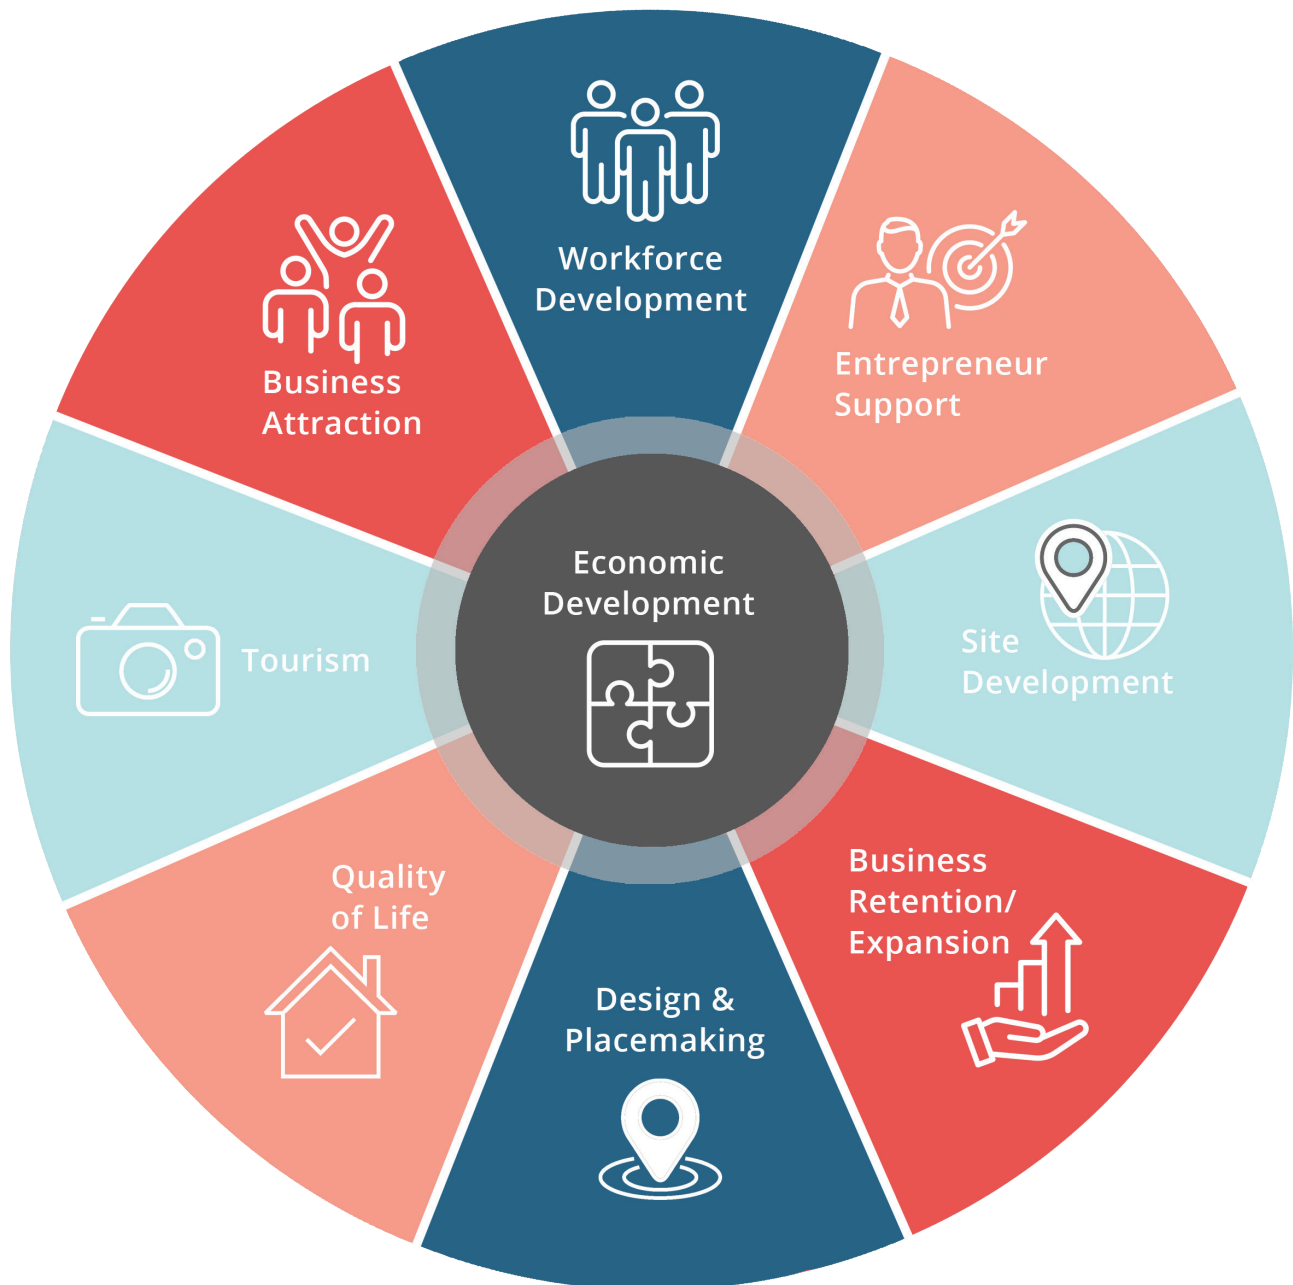 Workforce
Development
Entrepreneur
Support
Site
Development
Business
Retention/
Expansion
Design &
Placemaking
Quality
of Life
Tourism
Business
Attraction
Economic
Development